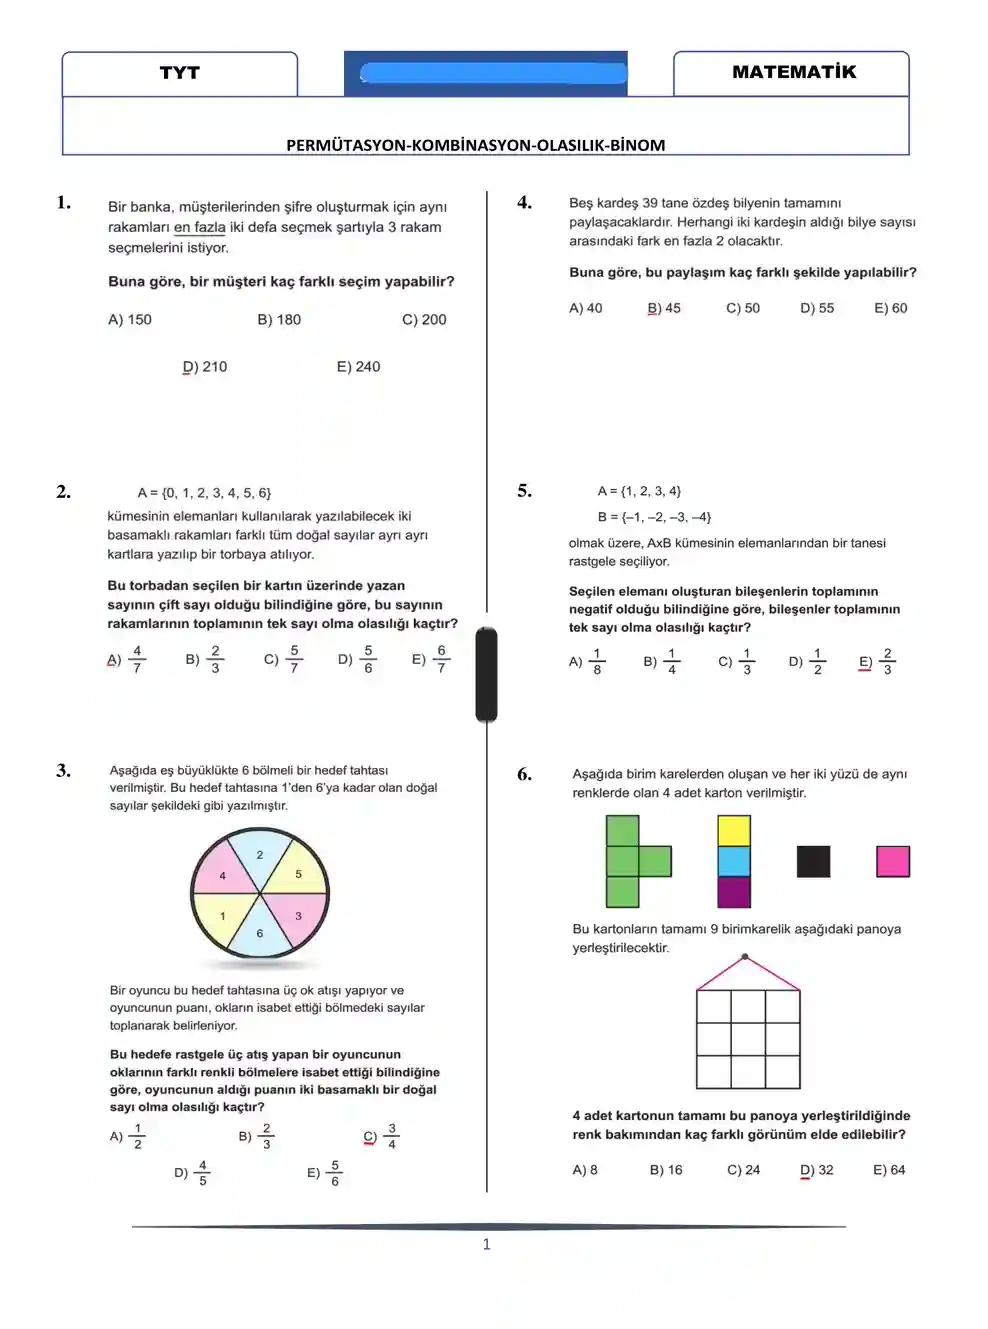 TYT
MATEMATİK
PERMÜTASYON-KOMBİNASYON-OLASILIK-BİNOM
1.
Bir banka, müşterilerinden şifre oluşturmak için aynı
rakamları en fazla iki defa seçmek şartıyla 3 rakam
seçmelerini istiyor.
Buna göre, bir müşteri kaç farklı seçim yapabilir?
A) 150 B) 180 C) 200
D) 210 E) 240
2.
A = {0, 1, 2, 3, 4, 5, 6}
kümesinin elemanları kullanılarak yazılabilecek iki
basamaklı rakamları farklı tüm doğal sayılar ayrı ayrı
kartlara yazılıp bir torbaya atılıyor.
Bu torbadan seçilen bir kartın üzerinde yazan
sayının çift sayı olduğu bilindiğine göre, bu sayının
rakamlarının toplamının tek sayı olma olasılığı kaçtır?
A) 4/7 B) 2/3 C) 5/7 D) 5/6 E) 6/7
3.
Aşağıda eş büyüklükte 6 bölmeli bir hedef tahtası
verilmiştir. Bu hedef tahtasına 1'den 6'ya kadar olan doğal
sayılar şekildeki gibi yazılmıştır.
2
4 5
1 3
6
Bir oyuncu bu hedef tahtasına üç ok atışı yapıyor ve
oyuncunun puanı, okların isabet ettiği bölmedeki sayılar
toplanarak belirleniyor.
Bu hedefe rastgele üç atış yapan bir oyuncunun
oklarının farklı renkli bölmelere isabet ettiği bilindiğine
göre, oyuncunun aldığı puanın iki basamaklı bir doğal
sayı olma olasılığı kaçtır?
A) 1/2 B) 2/3 C) 3/4
D) 4/5 E) 5/6
4.
Beş kardeş 39 tane özdeş bilyenin tamamını
paylaşacaklardır. Herhangi iki kardeşin aldığı bilye sayısı
arasındaki fark en fazla 2 olacaktır.
Buna göre, bu paylaşım kaç farklı şekilde yapılabilir?
A) 40 B) 45 C) 50 D) 55 E) 60
5.
A = {1, 2, 3, 4}
B = {–1, –2, –3, –4}
olmak üzere, AxB kümesinin elemanlarından bir tanesi
rastgele seçiliyor.
Seçilen elemanı oluşturan bileşenlerin toplamının
negatif olduğu bilindiğine göre, bileşenler toplamının
tek sayı olma olasılığı kaçtır?
A) 1/8 B) 1/4 C) 1/3 D) 1/2 E) 2/3
6.
Aşağıda birim karelerden oluşan ve her iki yüzü de aynı
renklerde olan 4 adet karton verilmiştir.
Bu kartonların tamamı 9 birimkarelik aşağıdaki panoya
yerleştirilecektir.
4 adet kartonun tamamı bu panoya yerleştirildiğinde
renk bakımından kaç farklı görünüm elde edilebilir?
A) 8 B) 16 C) 24 D) 32 E) 64
1